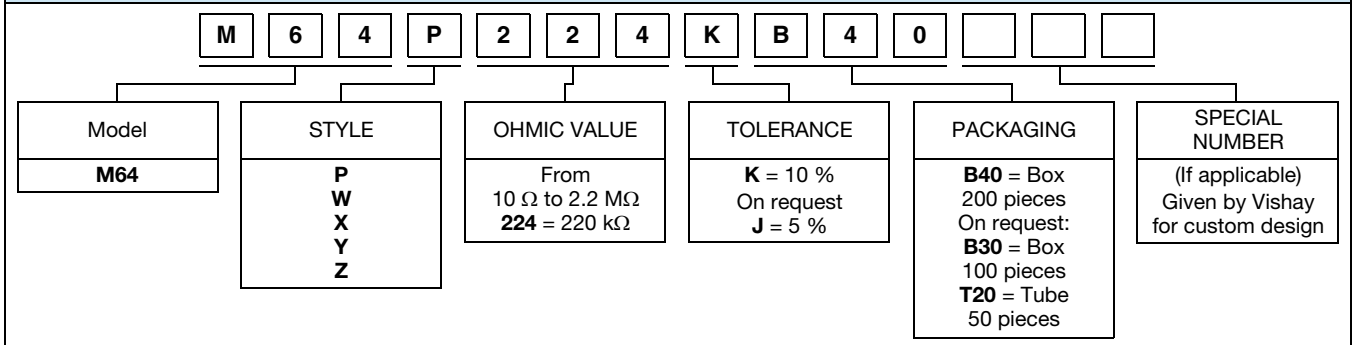 M 6 4 P 2 2 4 K B 4 0
Model
M64
STYLE
P
W
X
Y
Z
OHMIC VALUE
From
10 Ω to 2.2 MΩ
224 = 220 kΩ
TOLERANCE
K = 10 %
On request
J = 5 %
PACKAGING
B40 = Box
200 pieces
On request:
B30 = Box
100 pieces
T20 = Tube
50 pieces
SPECIAL
NUMBER
(If applicable)
Given by Vishay
for custom design